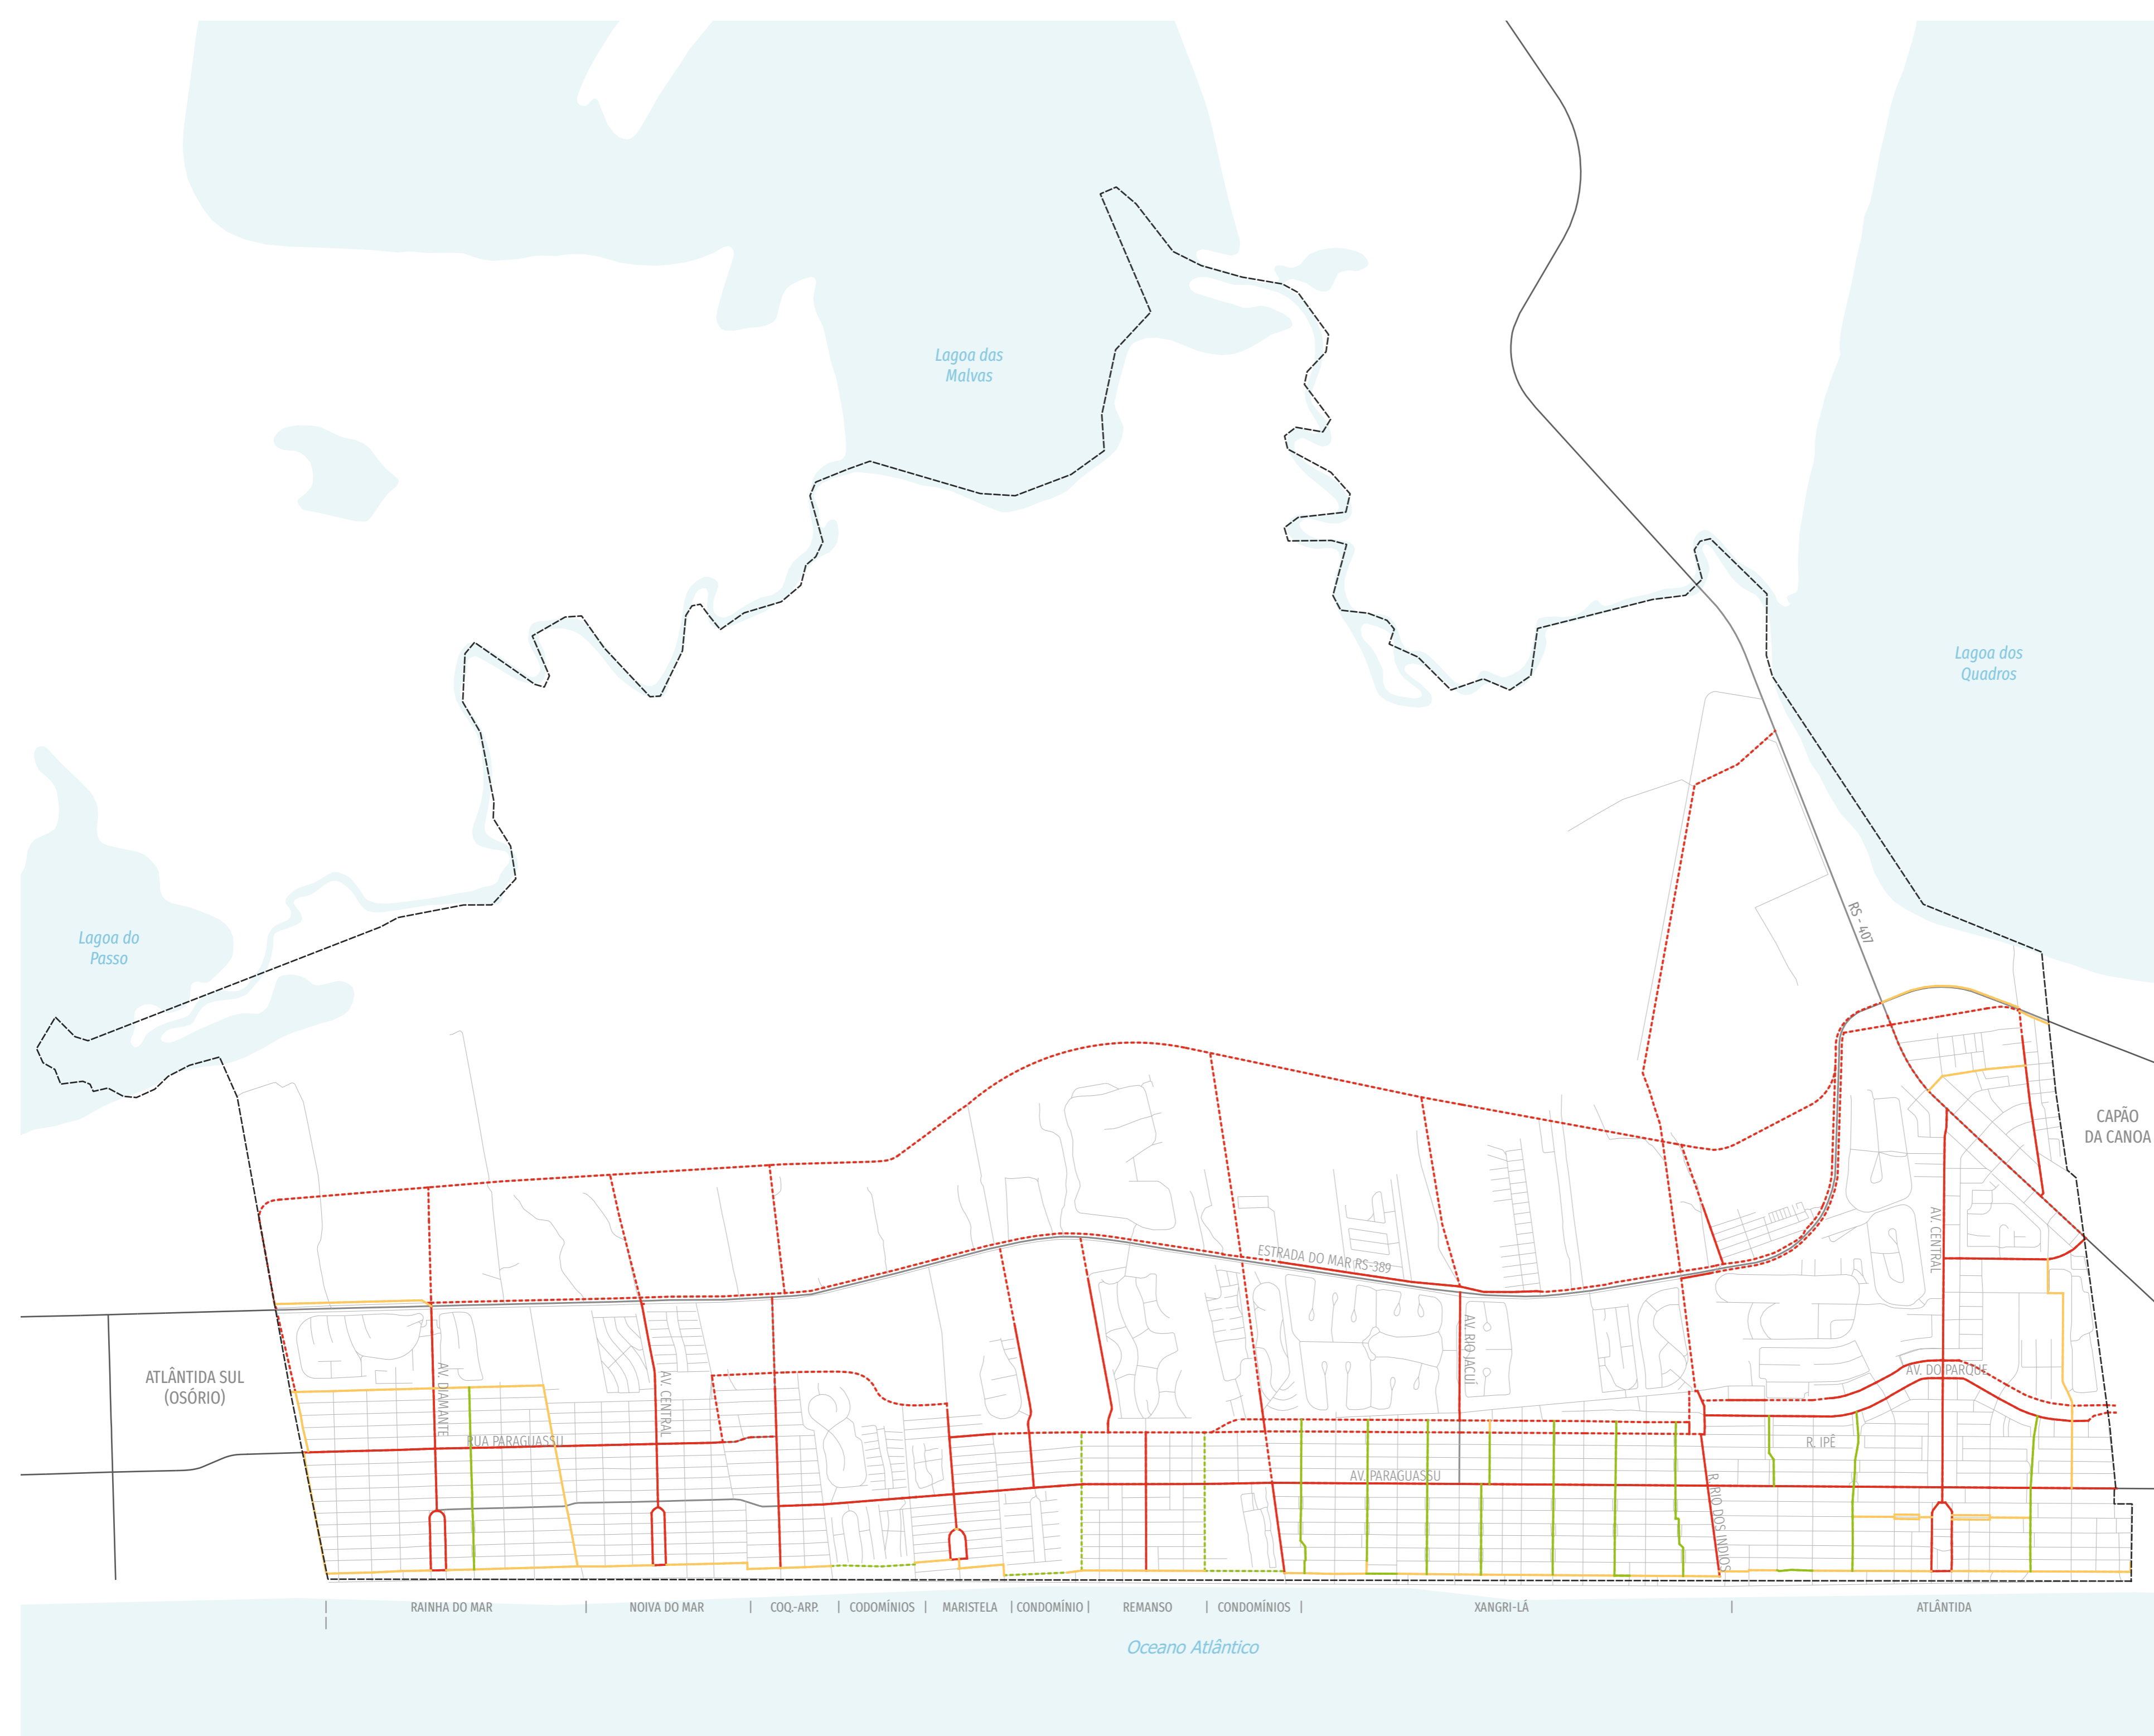 Lagoa das
Malvas
Lagoa dos
Quadros
Lagoa do
Passo
RS - 407
CAPÃO
DA CANOA
AV. CENTRAL
ESTRADA DO MAR RS-389
AV. RIO JACUÍ
ATLÂNTIDA SUL
(OSÓRIO)
AV. DIAMANTE
AV. CENTRAL
AV. DO PARQUE
RUA PARAGUASSU
R. IPÊ
AV. PARAGUASSU
R. RIO DOS INDIOS
RAINHA DO MAR
NOIVA DO MAR
COQ.-ARP.
CODOMÍNIOS
MARISTELA
CONDOMÍNIO
REMANSO
CONDOMÍNIOS
XANGRI-LÁ
ATLÂNTIDA
Oceano Atlântico